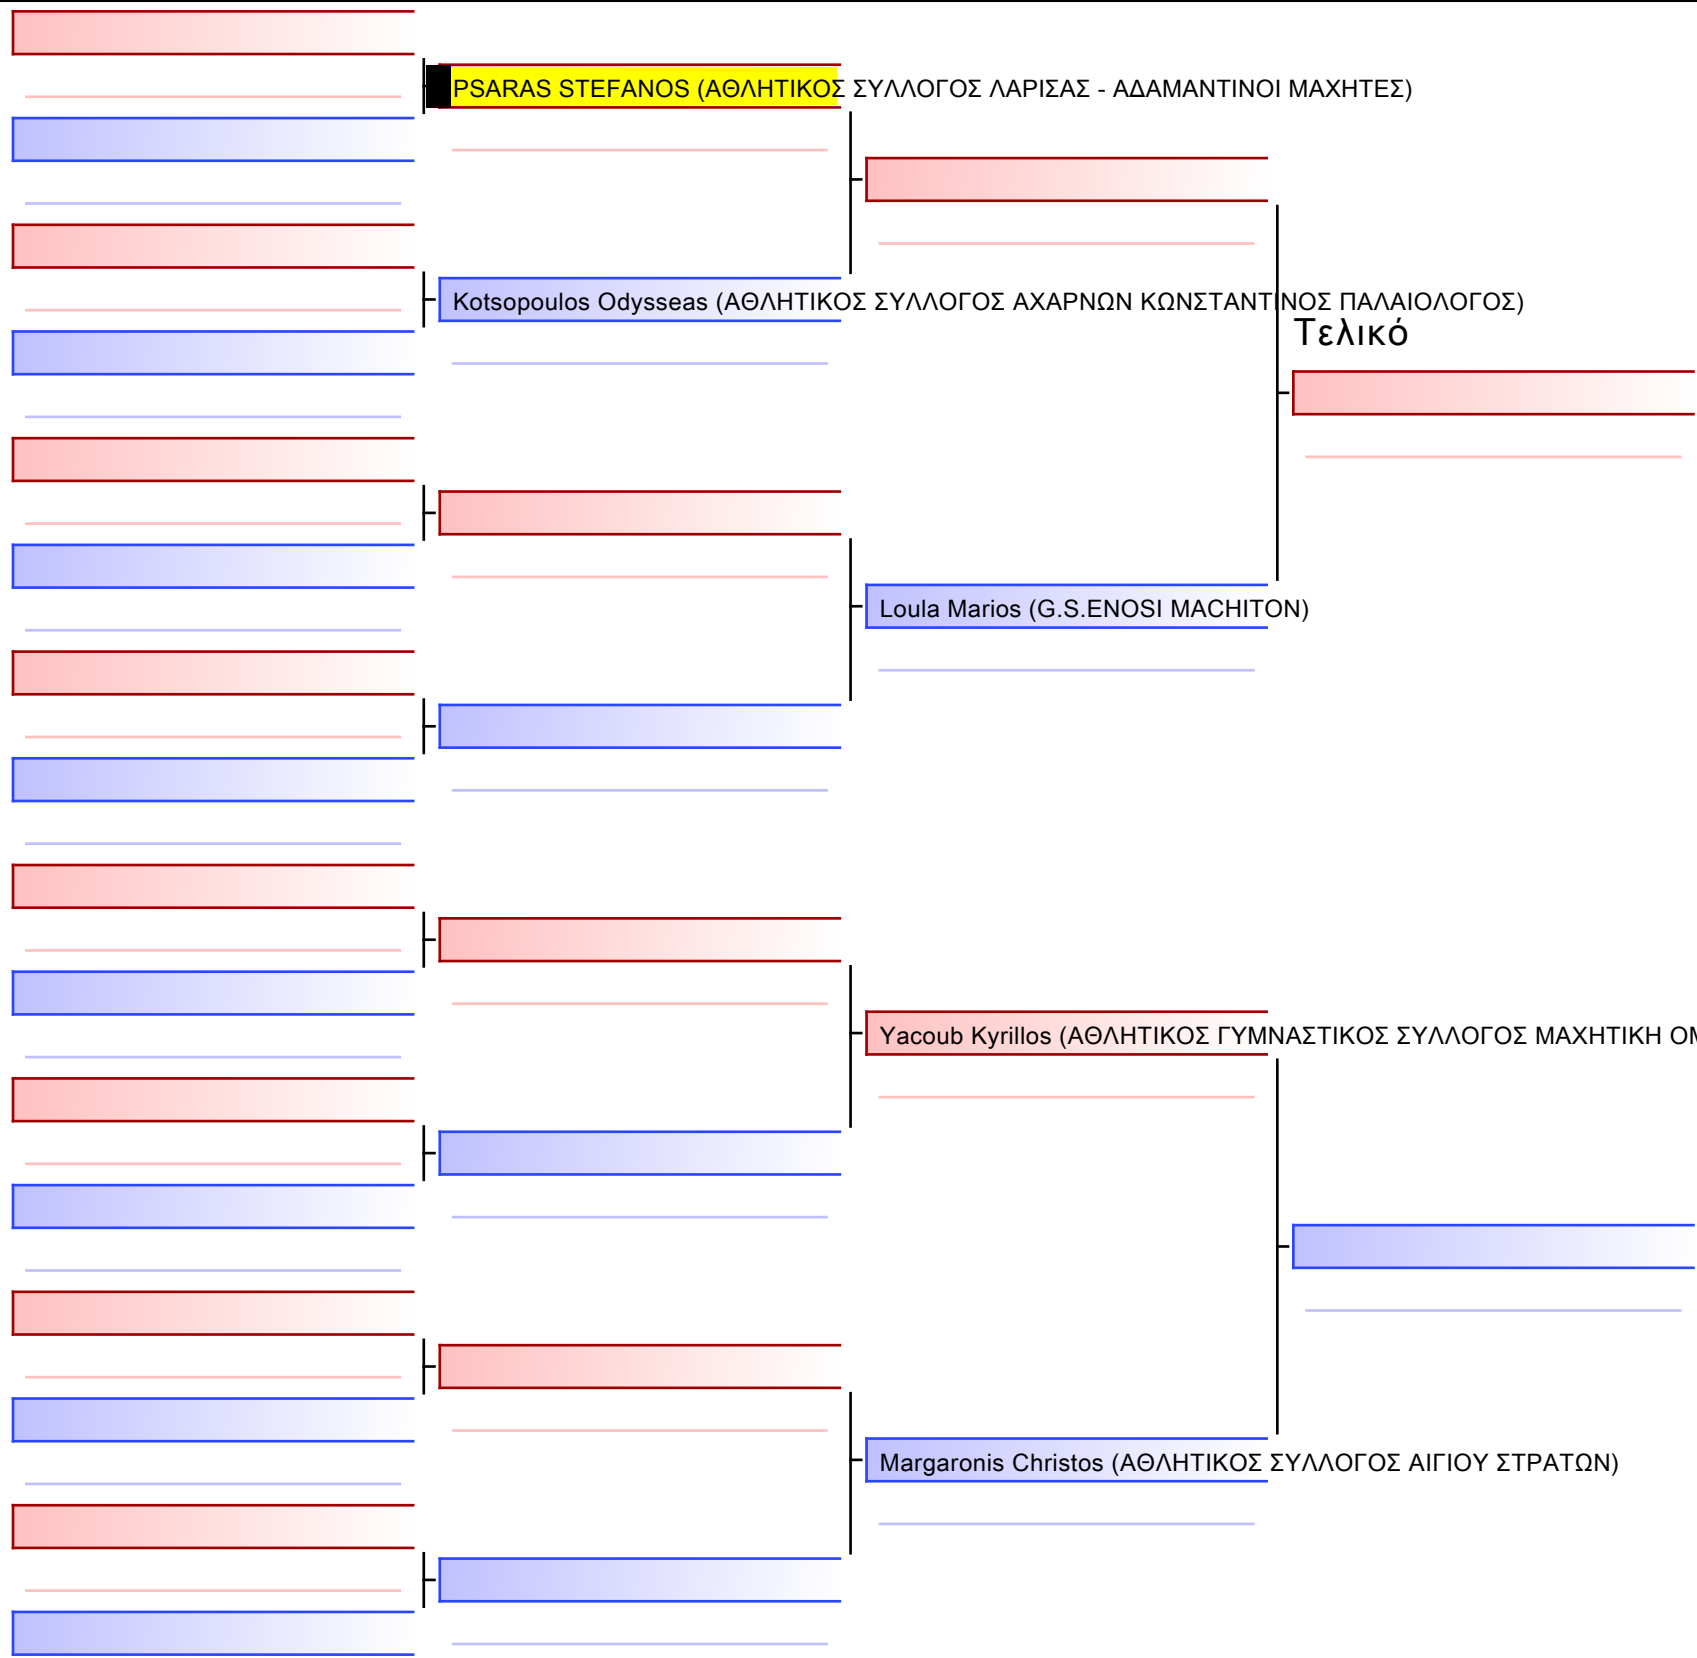 PSARAS STEFANOS (ΑΘΛΗΤΙΚΟΣ ΣΥΛΛΟΓΟΣ ΛΑΡΙΣΑΣ - ΑΔΑΜΑΝΤΙΝΟΙ ΜΑΧΗΤΕΣ)
Kotsopoulos Odysseas (ΑΘΛΗΤΙΚΟΣ ΣΥΛΛΟΓΟΣ ΑΧΑΡΝΩΝ ΚΩΝΣΤΑΝΤΙΝΟΣ ΠΑΛΑΙΟΛΟΓΟΣ)
Τελικό
Loula Marios (G.S.ENOSI MACHITON)
Yacoub Kyrillos (ΑΘΛΗΤΙΚΟΣ ΓΥΜΝΑΣΤΙΚΟΣ ΣΥΛΛΟΓΟΣ ΜΑΧΗΤΙΚΗ
Margaronis Christos (ΑΘΛΗΤΙΚΟΣ ΣΥΛΛΟΓΟΣ ΑΙΓΙΟΥ ΣΤΡΑΤΩΝ)